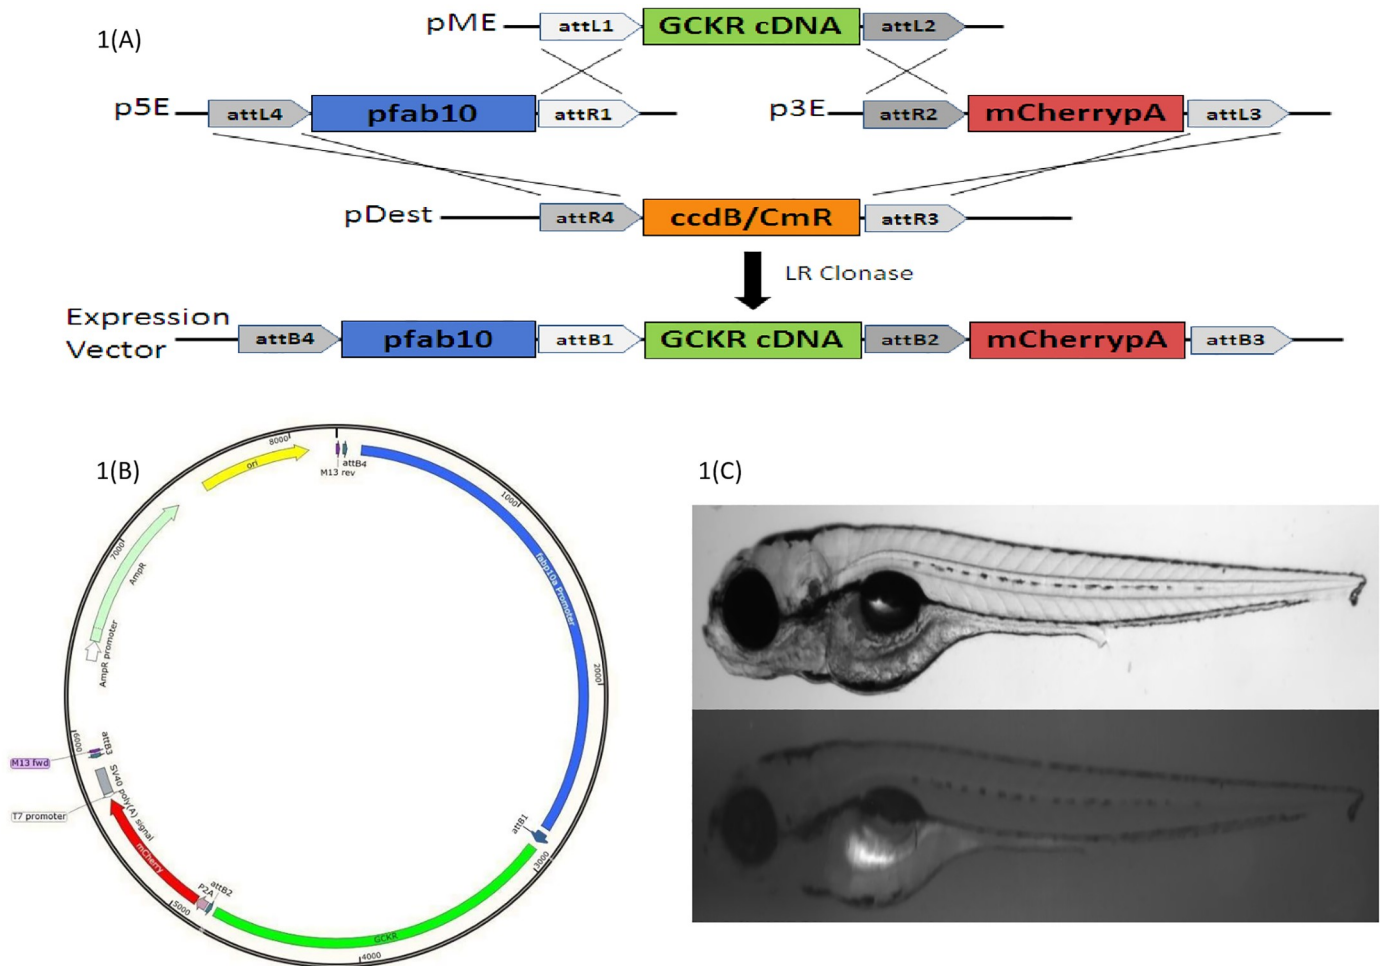 1(A)
pME
attL1
GCKR cDNA
attL2
p5E
attL4
pfab10
attR1
p3E
attR2
mCherrypA
attL3
pDest
attR4
ccdB/CmR
attR3
LR Clonase
Expression
Vector
attB4
pfab10
attB1
GCKR cDNA
attB2
mCherrypA
attB3
1(B)
8000
ori
M13 rev
attB4
1000
fabp10a Promoter
7000
AmpR
AmpR promoter
2000
6000
attB3
M13 fwd
SV40 poly(A) signal
T7 promoter
mCherry
attB1
3000
P2A
attB2
5000
GCKR
4000
1(C)